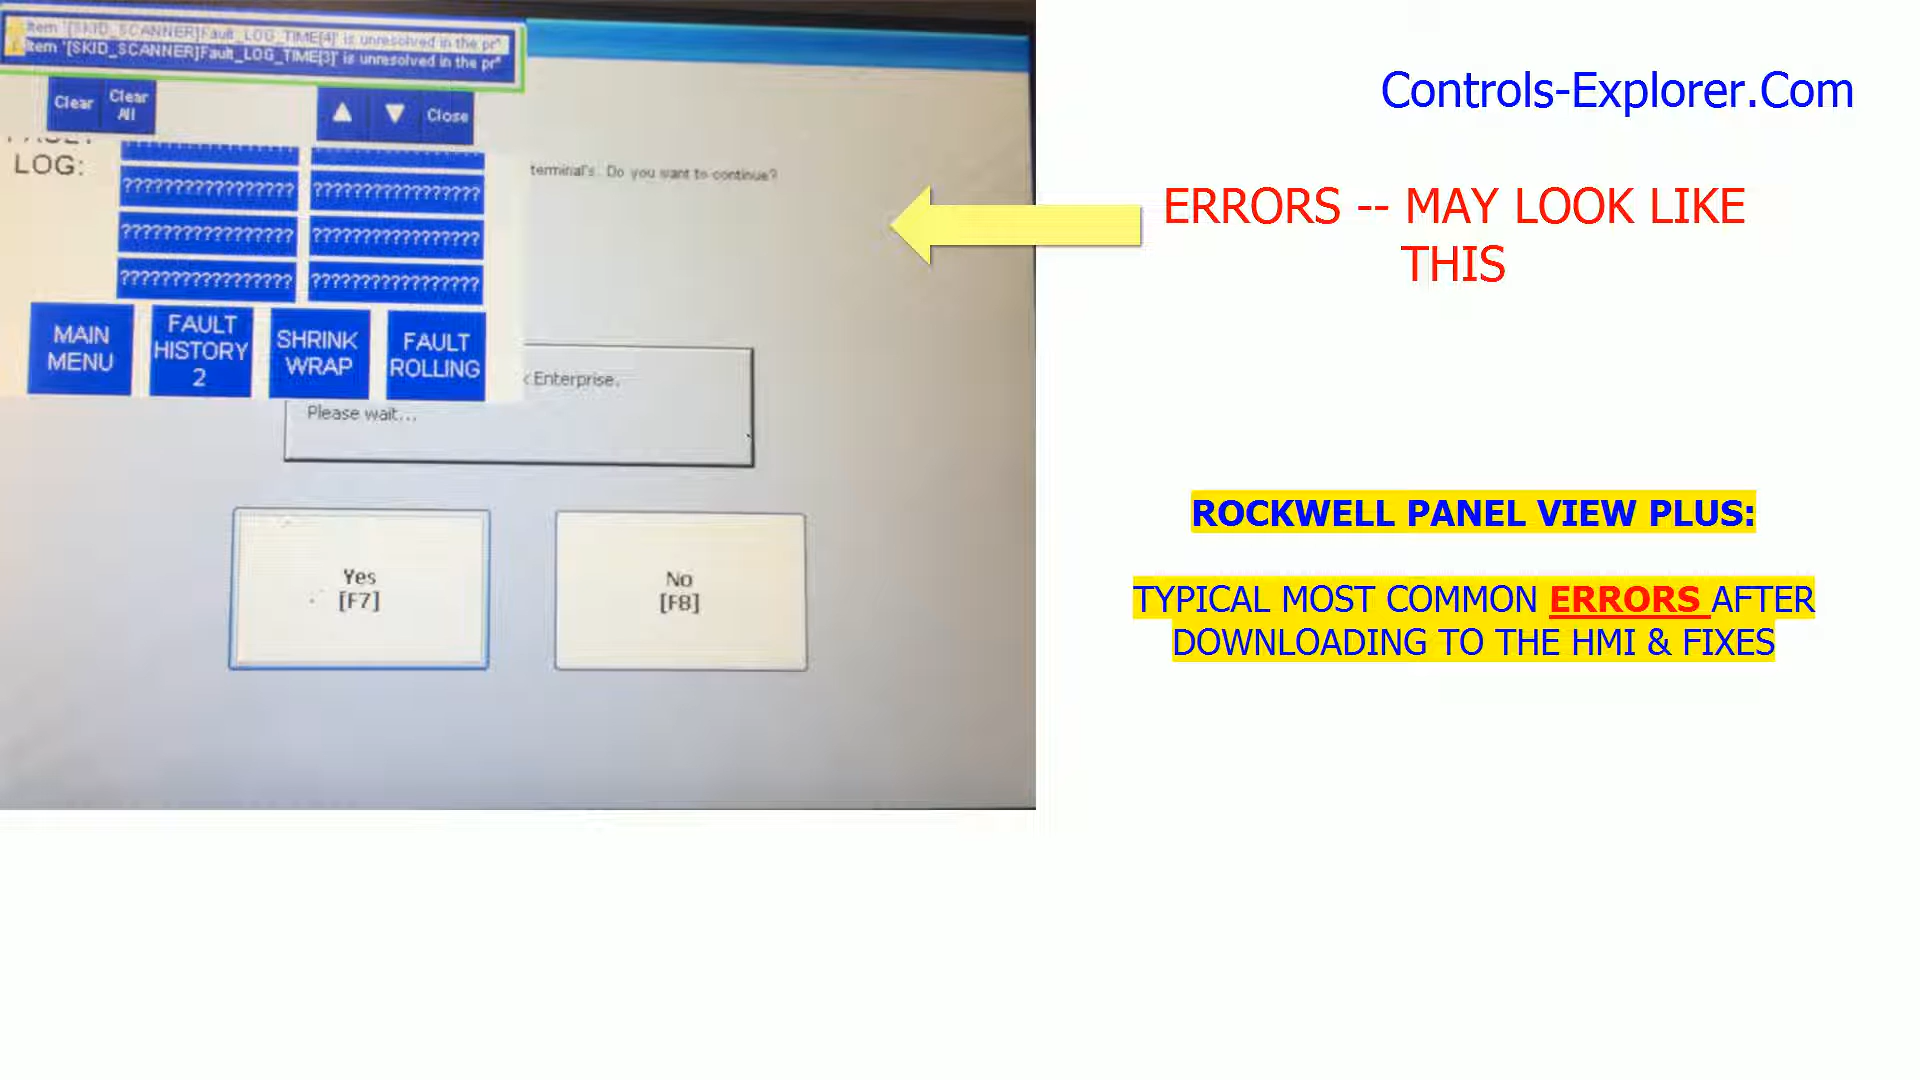 Item '[SKID_SCANNER]Fault_LOG_TIME[4]' is unresolved in the pr^
Item '[SKID_SCANNER]Fault_LOG_TIME[3]' is unresolved in the pr^
Controls-Explorer.Com
Clear
Clear
All
Close
LOG:
terminal's. Do you want to continue?
?????????????????
?????????????????
ERRORS -- MAY LOOK LIKE
THIS
?????????????????
?????????????????
?????????????????
?????????????????
MAIN
MENU
FAULT
HISTORY
2
SHRINK
WRAP
FAULT
ROLLING
Enterprise.
Please wait...
ROCKWELL PANEL VIEW PLUS:
Yes
[F7]
No
[F8]
TYPICAL MOST COMMON ERRORS AFTER
DOWNLOADING TO THE HMI & FIXES